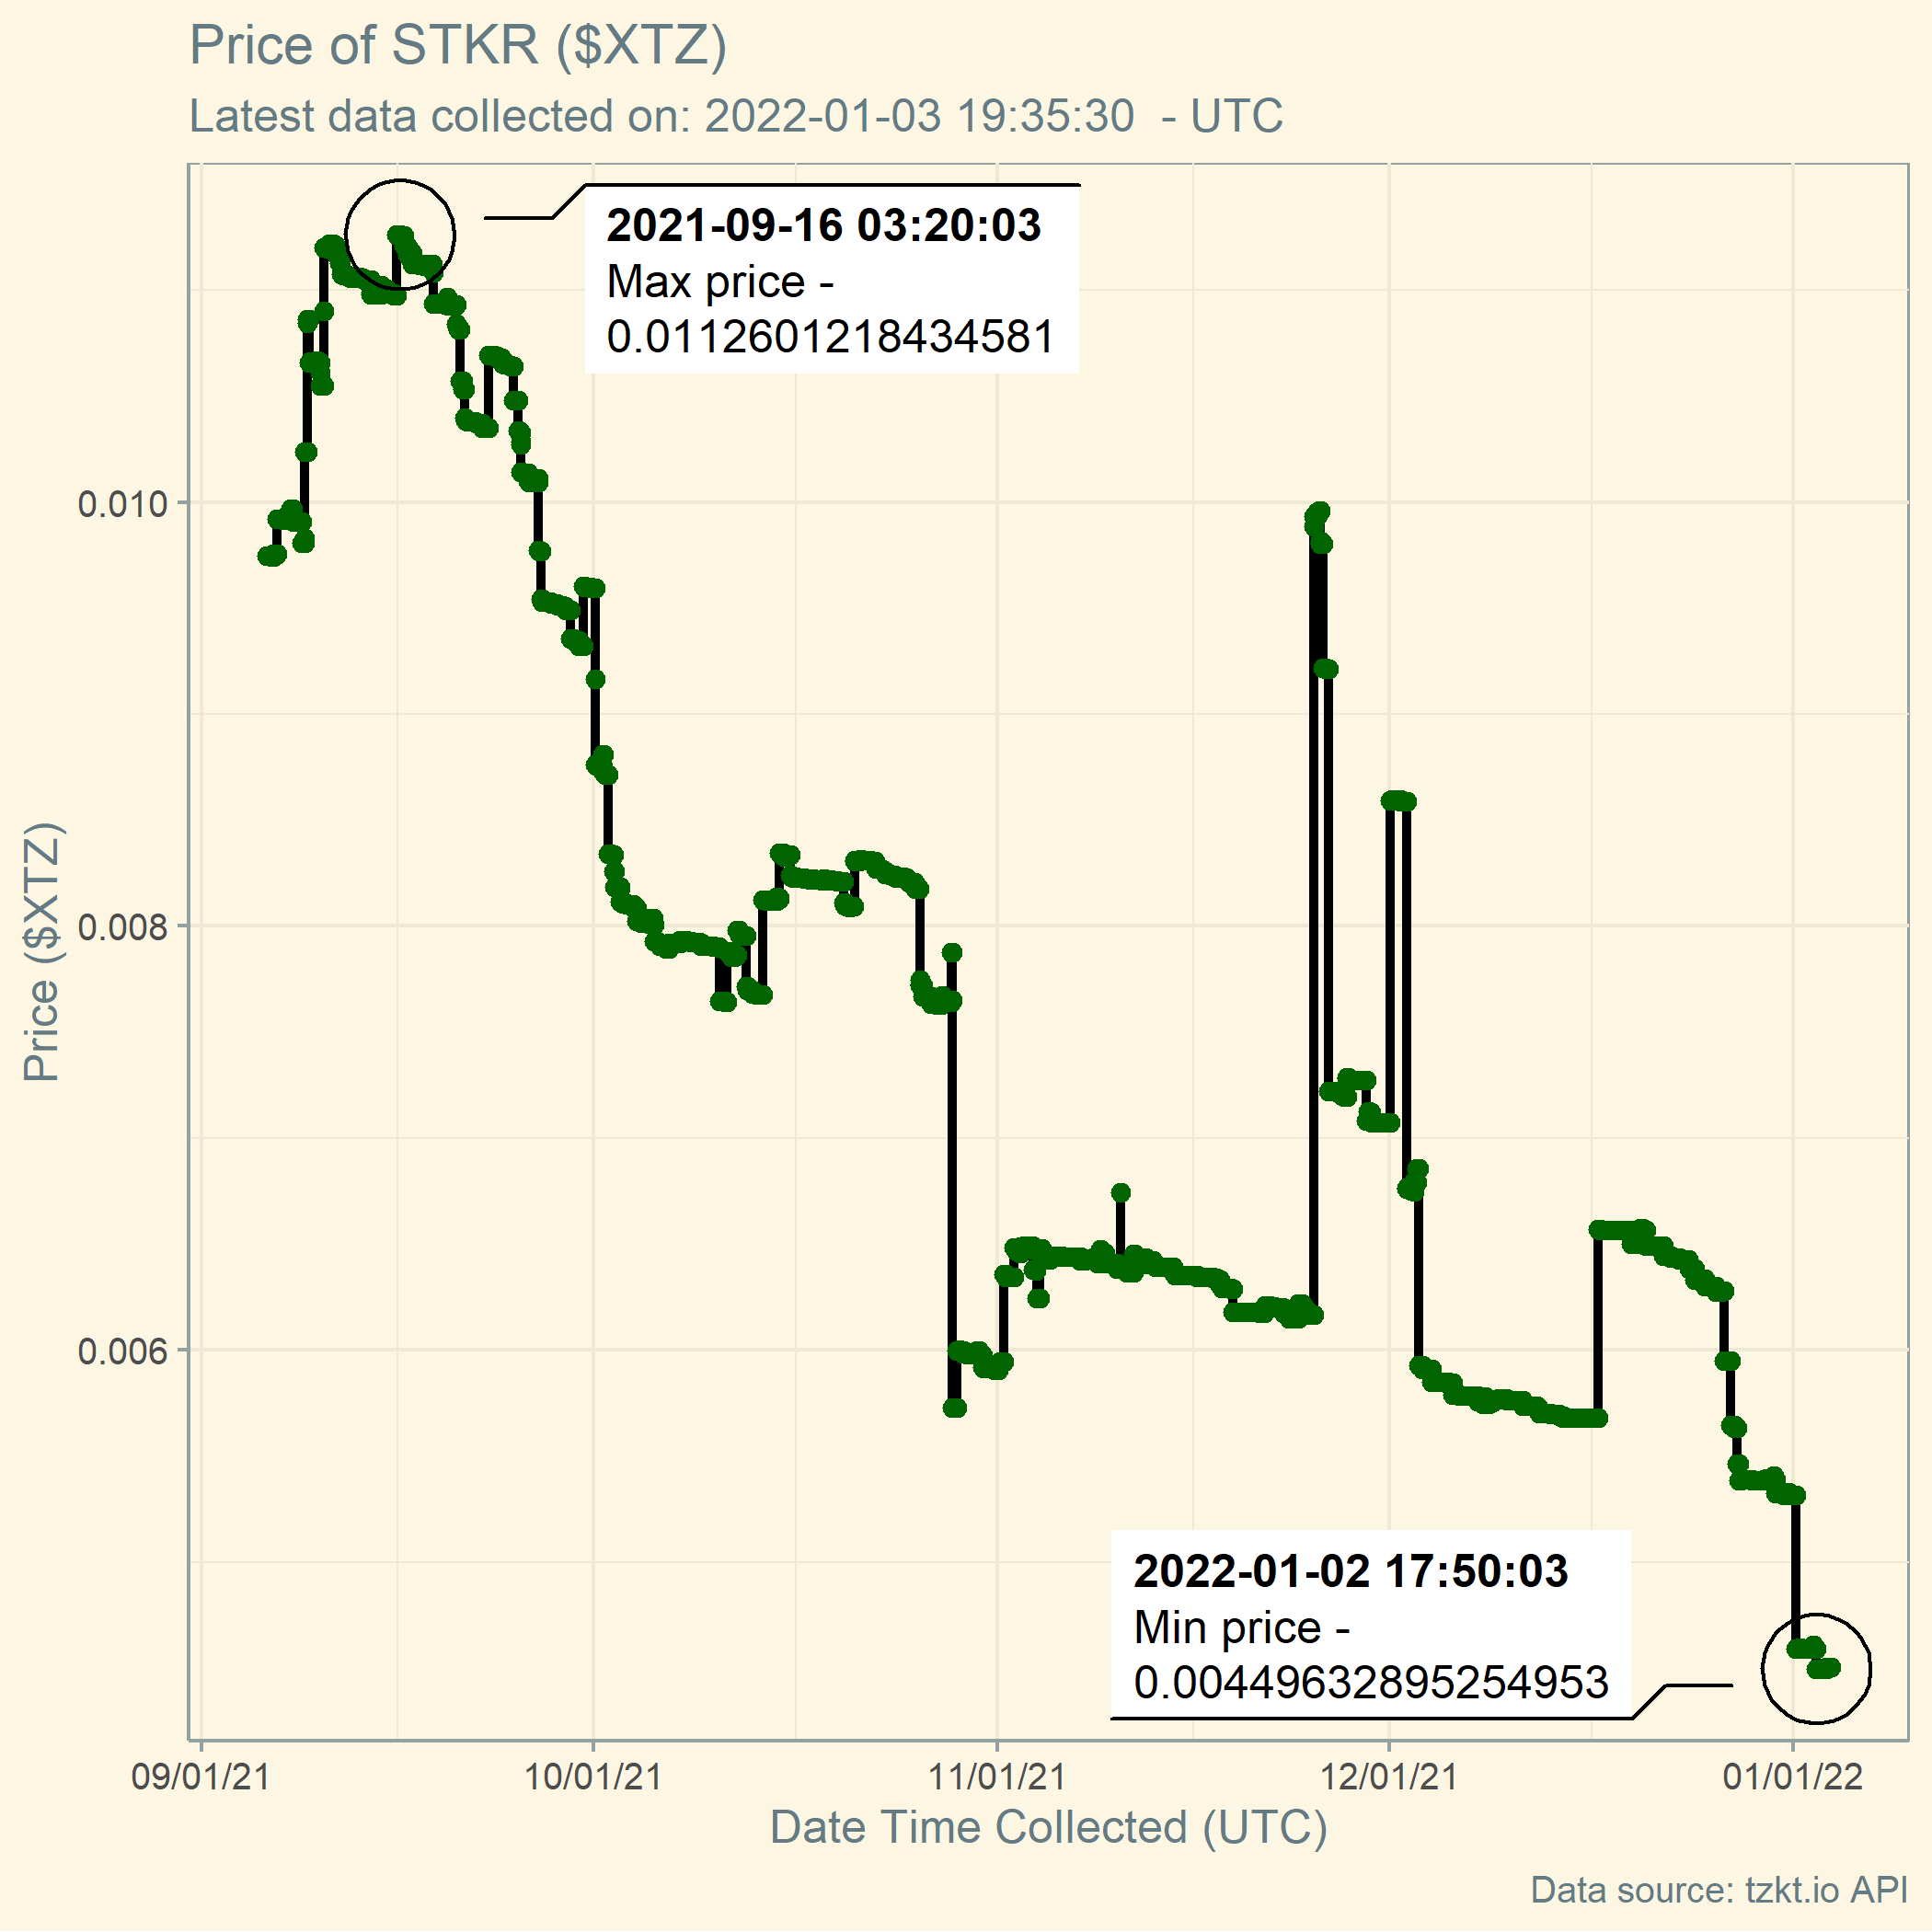 Price of STKR ($XTZ)
Latest data collected on: 2022-01-03 19:35:30  - UTC
2021-09-16 03:20:03
Max price -
0.0112601218434581
0.010
0.008
0.006
Price ($XTZ)
2022-01-02 17:50:03
Min price -
0.00449632895254953
09/01/21
10/01/21
11/01/21
12/01/21
01/01/22
Date Time Collected (UTC)
Data source: tzkt.io API